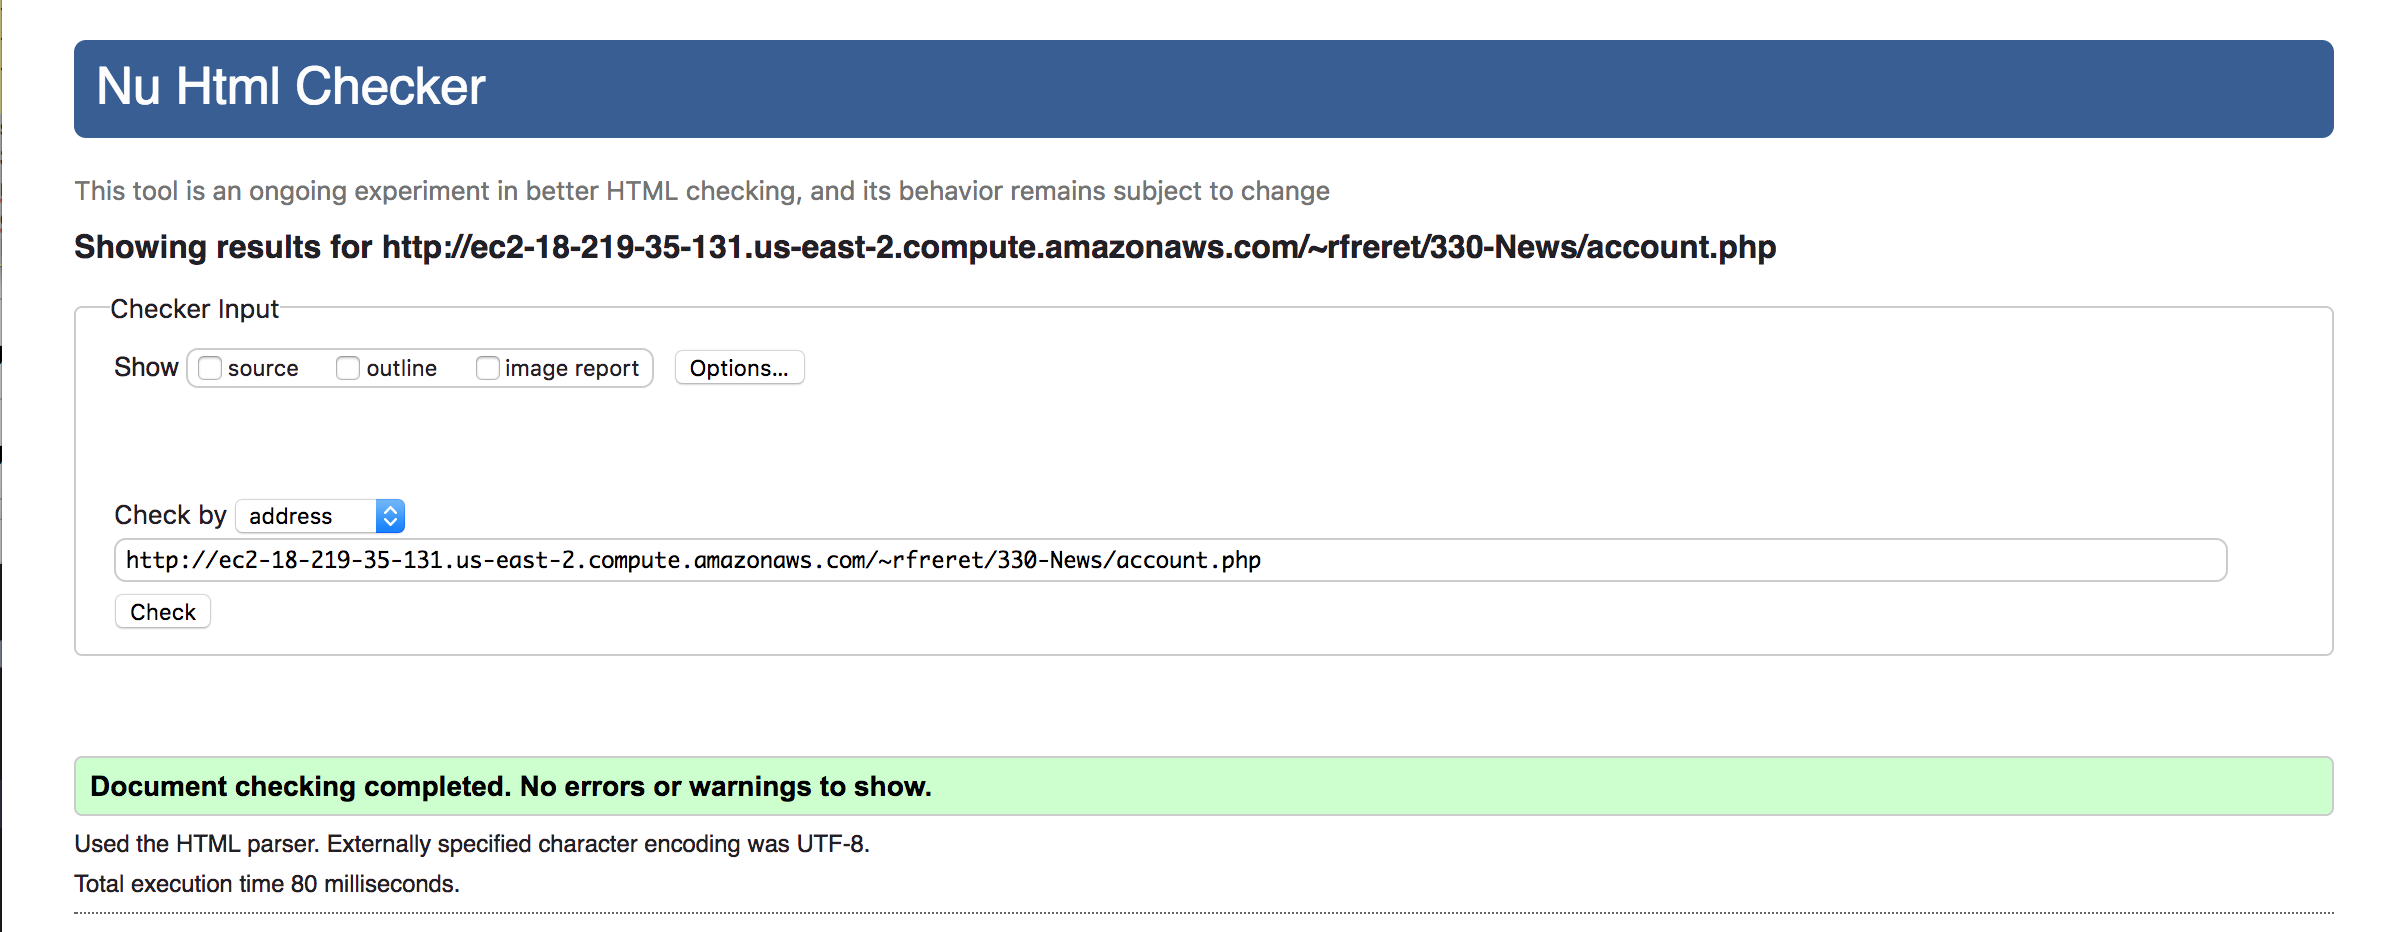 Nu Html Checker
This tool is an ongoing experiment in better HTML checking, and its behavior remains subject to change
Showing results for http://ec2-18-219-35-131.us-east-2.compute.amazonaws.com/~rfreret/330-News/account.php
Checker Input
Show source outline image report Options...
Check by address
http://ec2-18-219-35-131.us-east-2.compute.amazonaws.com/~rfreret/330-News/account.php
Check
Document checking completed. No errors or warnings to show.
Used the HTML parser. Externally specified character encoding was UTF-8.
Total execution time 80 milliseconds.